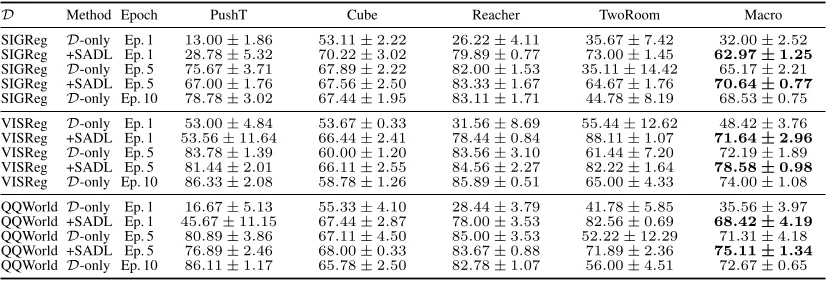 𝒟 Method Epoch PushT Cube Reacher TwoRoom Macro
SIGReg 𝒟-only Ep. 1 13.00 ± 1.86 53.11 ± 2.22 26.22 ± 4.11 35.67 ± 7.42 32.00 ± 2.52
SIGReg +SADL Ep. 1 28.78 ± 5.32 70.22 ± 3.02 79.89 ± 0.77 73.00 ± 1.45 62.97 ± 1.25
SIGReg 𝒟-only Ep. 5 75.67 ± 3.71 67.89 ± 2.22 82.00 ± 1.53 35.11 ± 14.42 65.17 ± 2.21
SIGReg +SADL Ep. 5 67.00 ± 1.76 67.56 ± 2.50 83.33 ± 1.67 64.67 ± 1.76 70.64 ± 0.77
SIGReg 𝒟-only Ep. 10 78.78 ± 3.02 67.44 ± 1.95 83.11 ± 1.71 44.78 ± 8.19 68.53 ± 0.75
VISReg 𝒟-only Ep. 1 53.00 ± 4.84 53.67 ± 0.33 31.56 ± 8.69 55.44 ± 12.62 48.42 ± 3.76
VISReg +SADL Ep. 1 53.56 ± 11.64 66.44 ± 2.41 78.44 ± 0.84 88.11 ± 1.07 71.64 ± 2.96
VISReg 𝒟-only Ep. 5 83.78 ± 1.39 60.00 ± 1.20 83.56 ± 3.10 61.44 ± 7.20 72.19 ± 1.89
VISReg +SADL Ep. 5 81.44 ± 2.01 66.11 ± 2.55 84.56 ± 2.27 82.22 ± 1.64 78.58 ± 0.98
VISReg 𝒟-only Ep. 10 86.33 ± 2.08 58.78 ± 1.26 85.89 ± 0.51 65.00 ± 4.33 74.00 ± 1.08
QQWorld 𝒟-only Ep. 1 16.67 ± 5.13 55.33 ± 4.10 28.44 ± 3.79 41.78 ± 5.85 35.56 ± 3.97
QQWorld +SADL Ep. 1 45.67 ± 11.15 67.44 ± 2.87 78.00 ± 3.53 82.56 ± 0.69 68.42 ± 4.19
QQWorld 𝒟-only Ep. 5 80.89 ± 3.86 67.11 ± 4.50 85.00 ± 3.53 52.22 ± 12.29 71.31 ± 4.18
QQWorld +SADL Ep. 5 76.89 ± 2.46 68.00 ± 0.33 83.67 ± 0.88 71.89 ± 2.36 75.11 ± 1.34
QQWorld 𝒟-only Ep. 10 86.11 ± 1.17 65.78 ± 2.50 82.78 ± 1.07 56.00 ± 4.51 72.67 ± 0.65